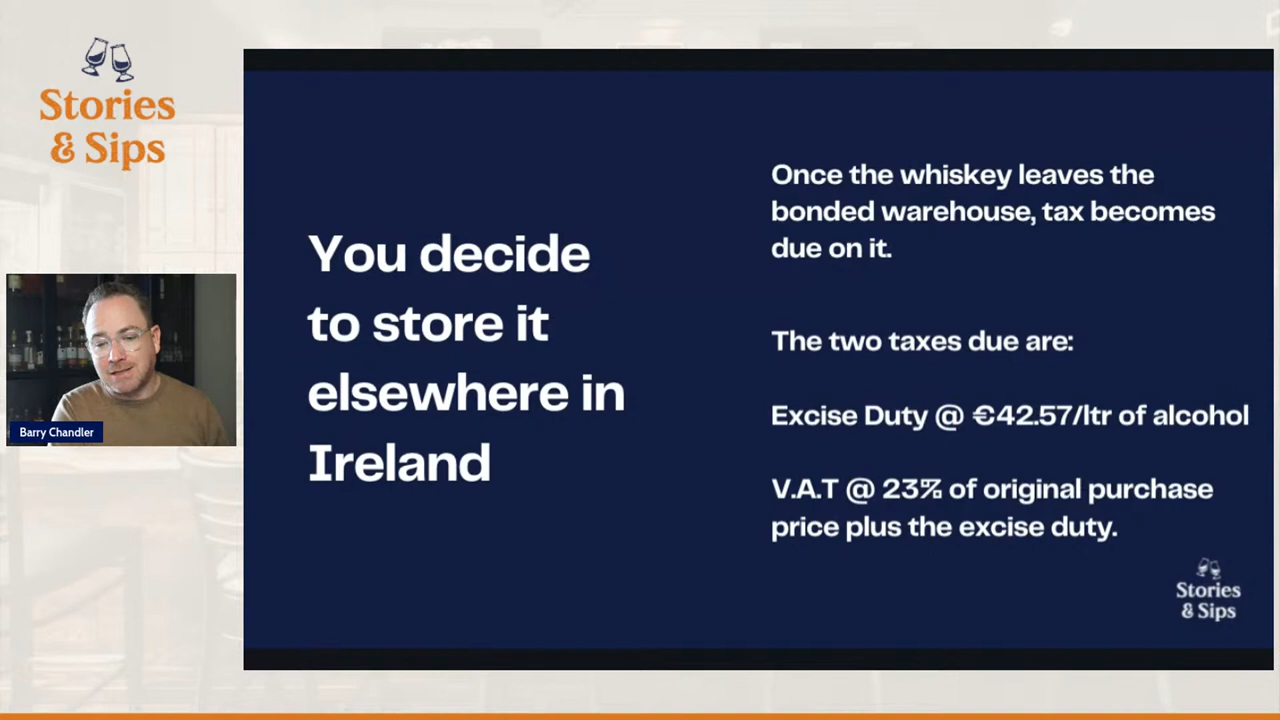 Stories
& Sips
Barry Chandler
You decide
to store it
elsewhere in
Ireland
Once the whiskey leaves the
bonded warehouse, tax becomes
due on it.
The two taxes due are:
Excise Duty @ €42.57/ltr of alcohol
V.A.T @ 23% of original purchase
price plus the excise duty.
Stories
& Sips